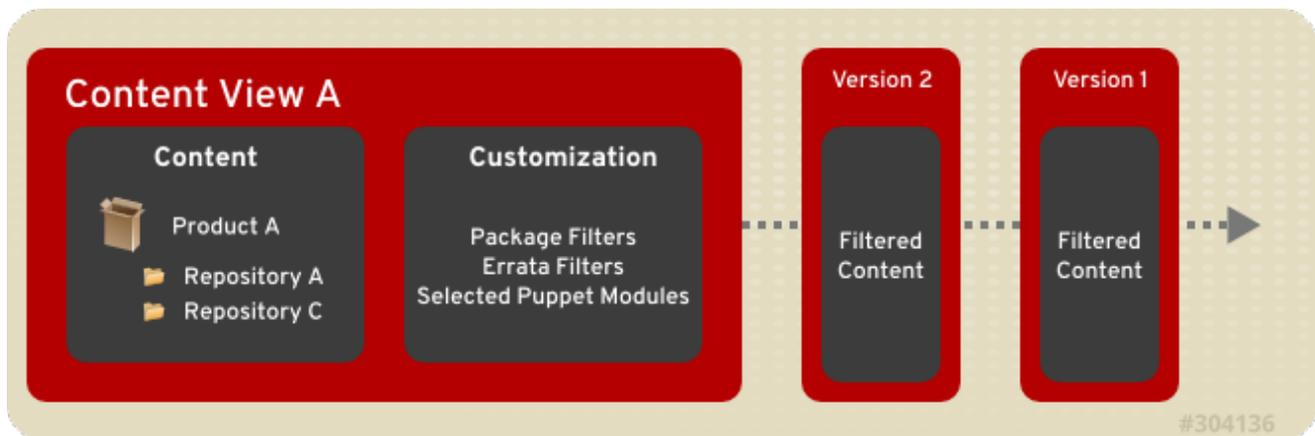 Content View A
Content
Product A
Repository A
Repository C
Customization
Package Filters
Errata Filters
Selected Puppet Modules
Version 2
Filtered
Content
Version 1
Filtered
Content
#304136